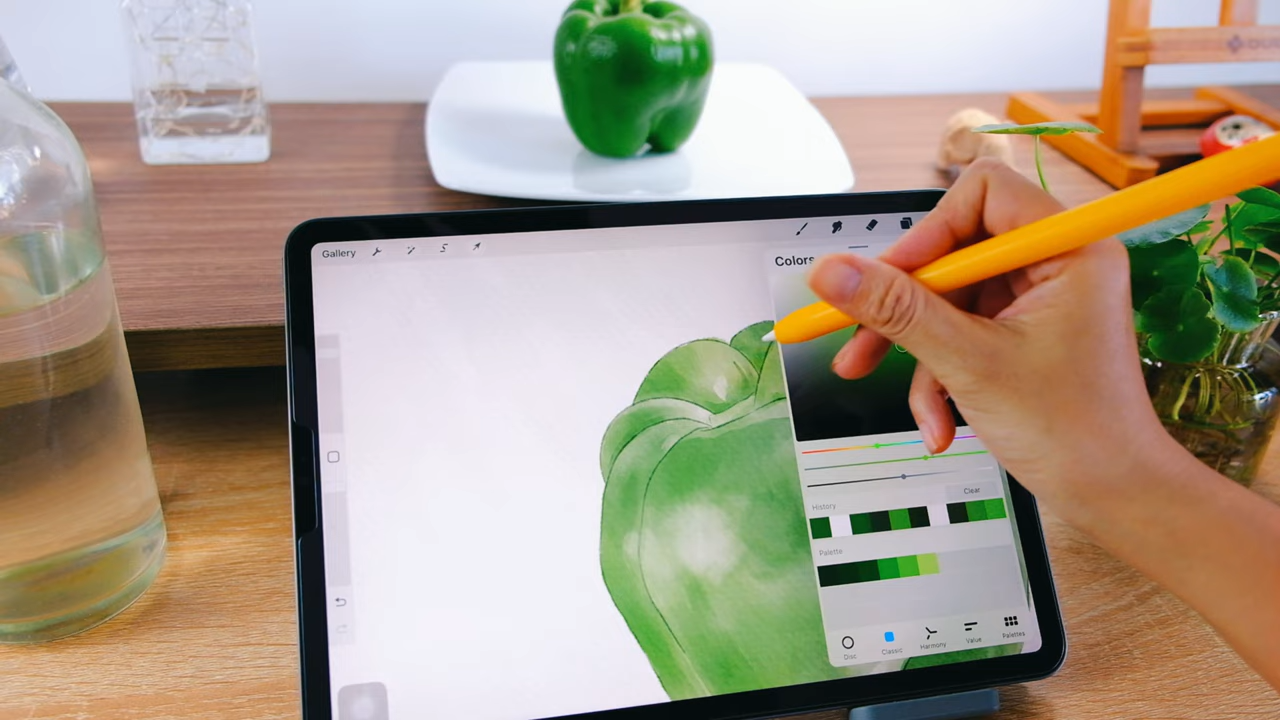 Gallery
Colors
Clear
History
Palette
Disc
Classic
Harmony
Value
Palettes